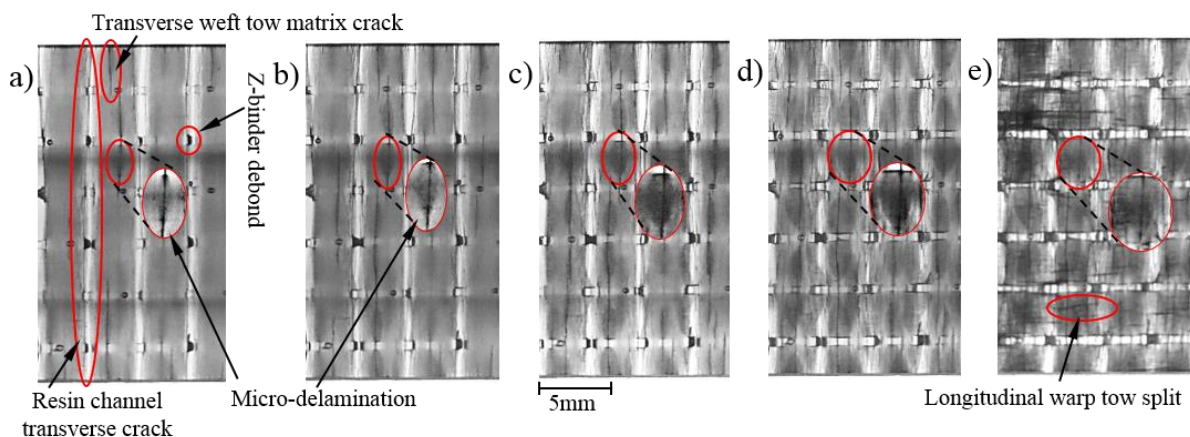 Transverse weft tow matrix crack
a)
b)
c)
d)
e)
Z-binder debond
5mm
Resin channel
transverse crack
Micro-delamination
Longitudinal warp tow split